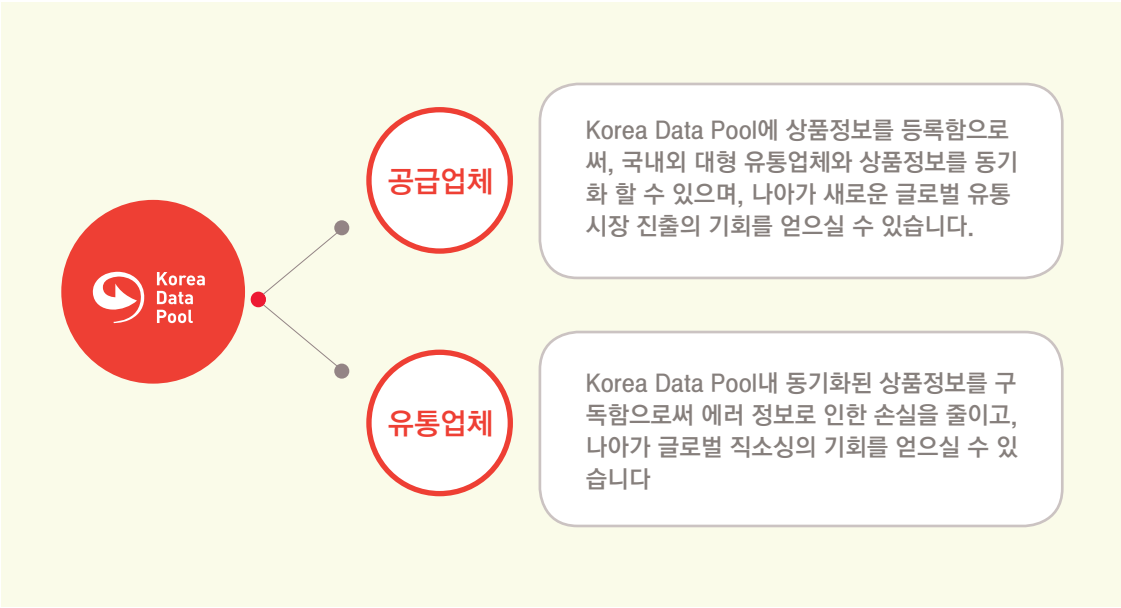 Korea
Data
Pool
공급업체
Korea Data Pool에 상품정보를 등록함으로
써, 국내외 대형 유통업체와 상품정보를 동기
화 할 수 있으며, 나아가 새로운 글로벌 유통
시장 진출의 기회를 얻으실 수 있습니다.
유통업체
Korea Data Pool내 동기화된 상품정보를 구
독함으로써 에러 정보로 인한 손실을 줄이고,
나아가 글로벌 직소싱의 기회를 얻으실 수 있
습니다